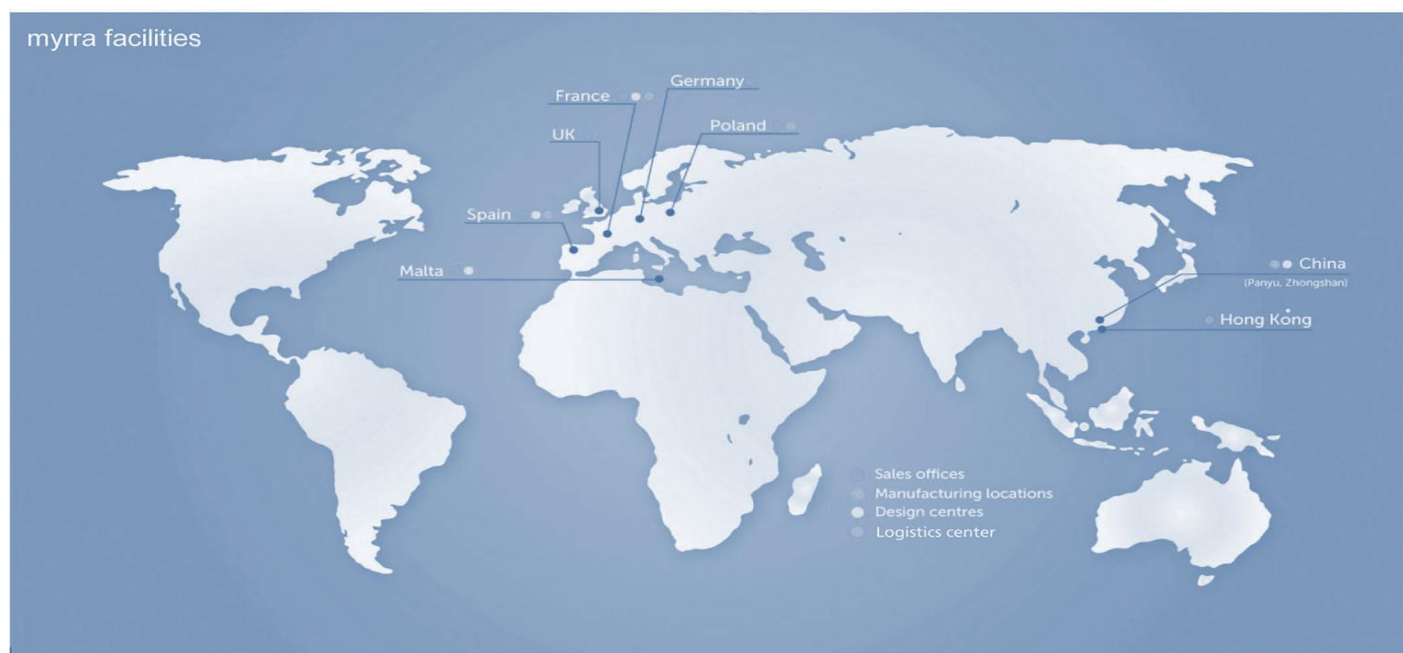 myrra facilities
Germany
France
Poland
UK
Spain
Malta
China
(Panyu, Zhongshan)
Hong Kong
Sales offices
Manufacturing locations
Design centres
Logistics center